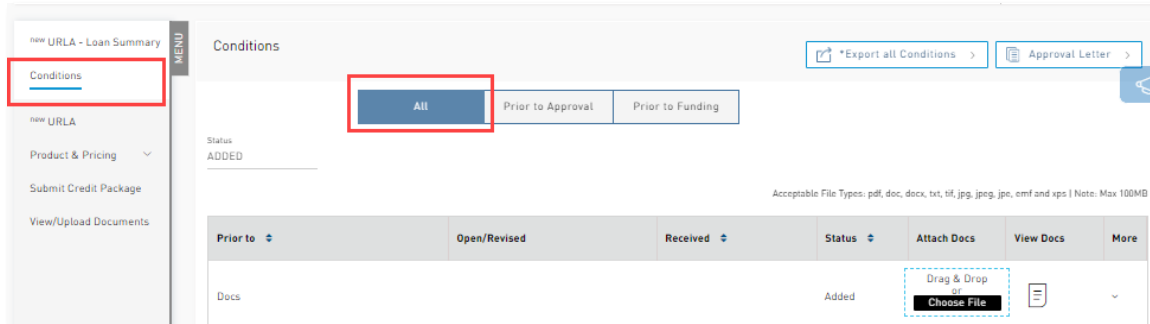 new URLA - Loan Summary
MENU
Conditions
*Export all Conditions >
Approval Letter >
Conditions
All
Prior to Approval
Prior to Funding
new URLA
Status
ADDED
Product & Pricing
Submit Credit Package
Acceptable File Types: pdf, doc, docx, txt, tif, jpg, jpeg, jpe, emf and xps | Note: Max 100MB
View/Upload Documents
Prior to
Open/Revised
Received
Status
Attach Docs
View Docs
More
Docs
Added
Drag & Drop
or
Choose File